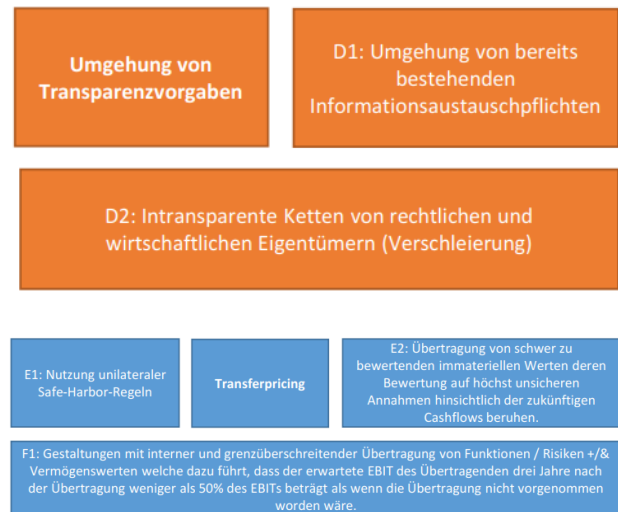 Umgehung von
Transparenzvorgaben
D1: Umgehung von bereits
bestehenden
Informationsaustauschpflichten
D2: Intransparente Ketten von rechtlichen und
wirtschaftlichen Eigentümern (Verschleierung)
E1: Nutzung unilateraler
Safe-Harbor-Regeln
Transferpricing
E2: Übertragung von schwer zu
bewertenden immateriellen Werten deren
Bewertung auf höchst unsicheren
Annahmen hinsichtlich der zukünftigen
Cashflows beruhen.
F1: Gestaltungen mit interner und grenzüberschreitender Übertragung von Funktionen / Risiken +/&
Vermögenswerten welche dazu führt, dass der erwartete EBIT des Übertragenden drei Jahre nach
der Übertragung weniger als 50% des EBITs beträgt als wenn die Übertragung nicht vorgenommen
worden wäre.